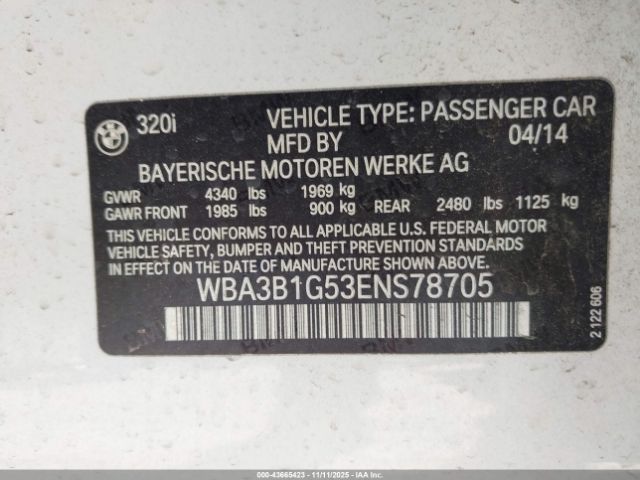 320i VEHICLE TYPE: PASSENGER CAR
MFD BY 04/14
BAYERISCHE MOTOREN WERKE AG
GVWR 4340 lbs 1969 kg
GAWR FRONT 1985 lbs 900 kg REAR 2480 lbs 1125 kg
THIS VEHICLE CONFORMS TO ALL APPLICABLE U.S. FEDERAL MOTOR
VEHICLE SAFETY, BUMPER AND THEFT PREVENTION STANDARDS
IN EFFECT ON THE DATE OF MANUFACTURE SHOWN ABOVE.
WBA3B1G53ENS78705
2 122 606
000-43665423 - 11/11/2025 - IAAI.COM